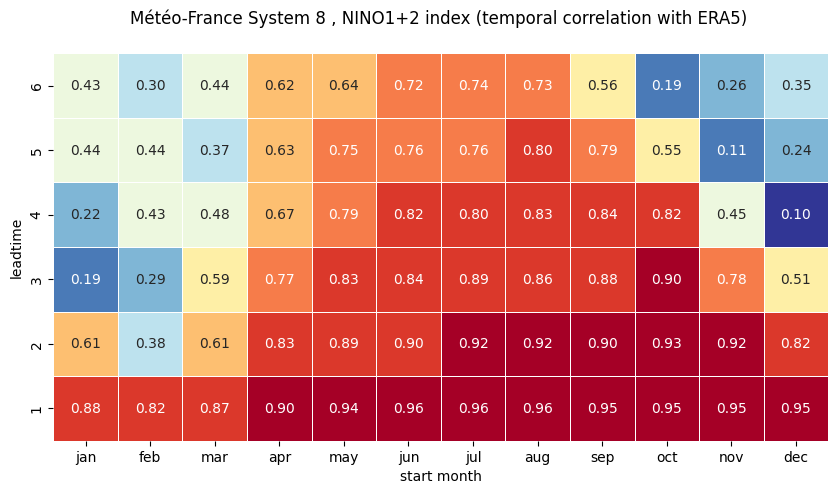 Météo-France System 8 , NINO1+2 index (temporal correlation with ERA5)
6 0.43 0.30 0.44 0.62 0.64 0.72 0.74 0.73 0.56 0.19 0.26 0.35
5 0.44 0.44 0.37 0.63 0.75 0.76 0.76 0.80 0.79 0.55 0.11 0.24
4 0.22 0.43 0.48 0.67 0.79 0.82 0.80 0.83 0.84 0.82 0.45 0.10
leadtime
3 0.19 0.29 0.59 0.77 0.83 0.84 0.89 0.86 0.88 0.90 0.78 0.51
2 0.61 0.38 0.61 0.83 0.89 0.90 0.92 0.92 0.90 0.93 0.92 0.82
1 0.88 0.82 0.87 0.90 0.94 0.96 0.96 0.96 0.95 0.95 0.95 0.95
jan feb mar apr may jun jul aug sep oct nov dec
start month